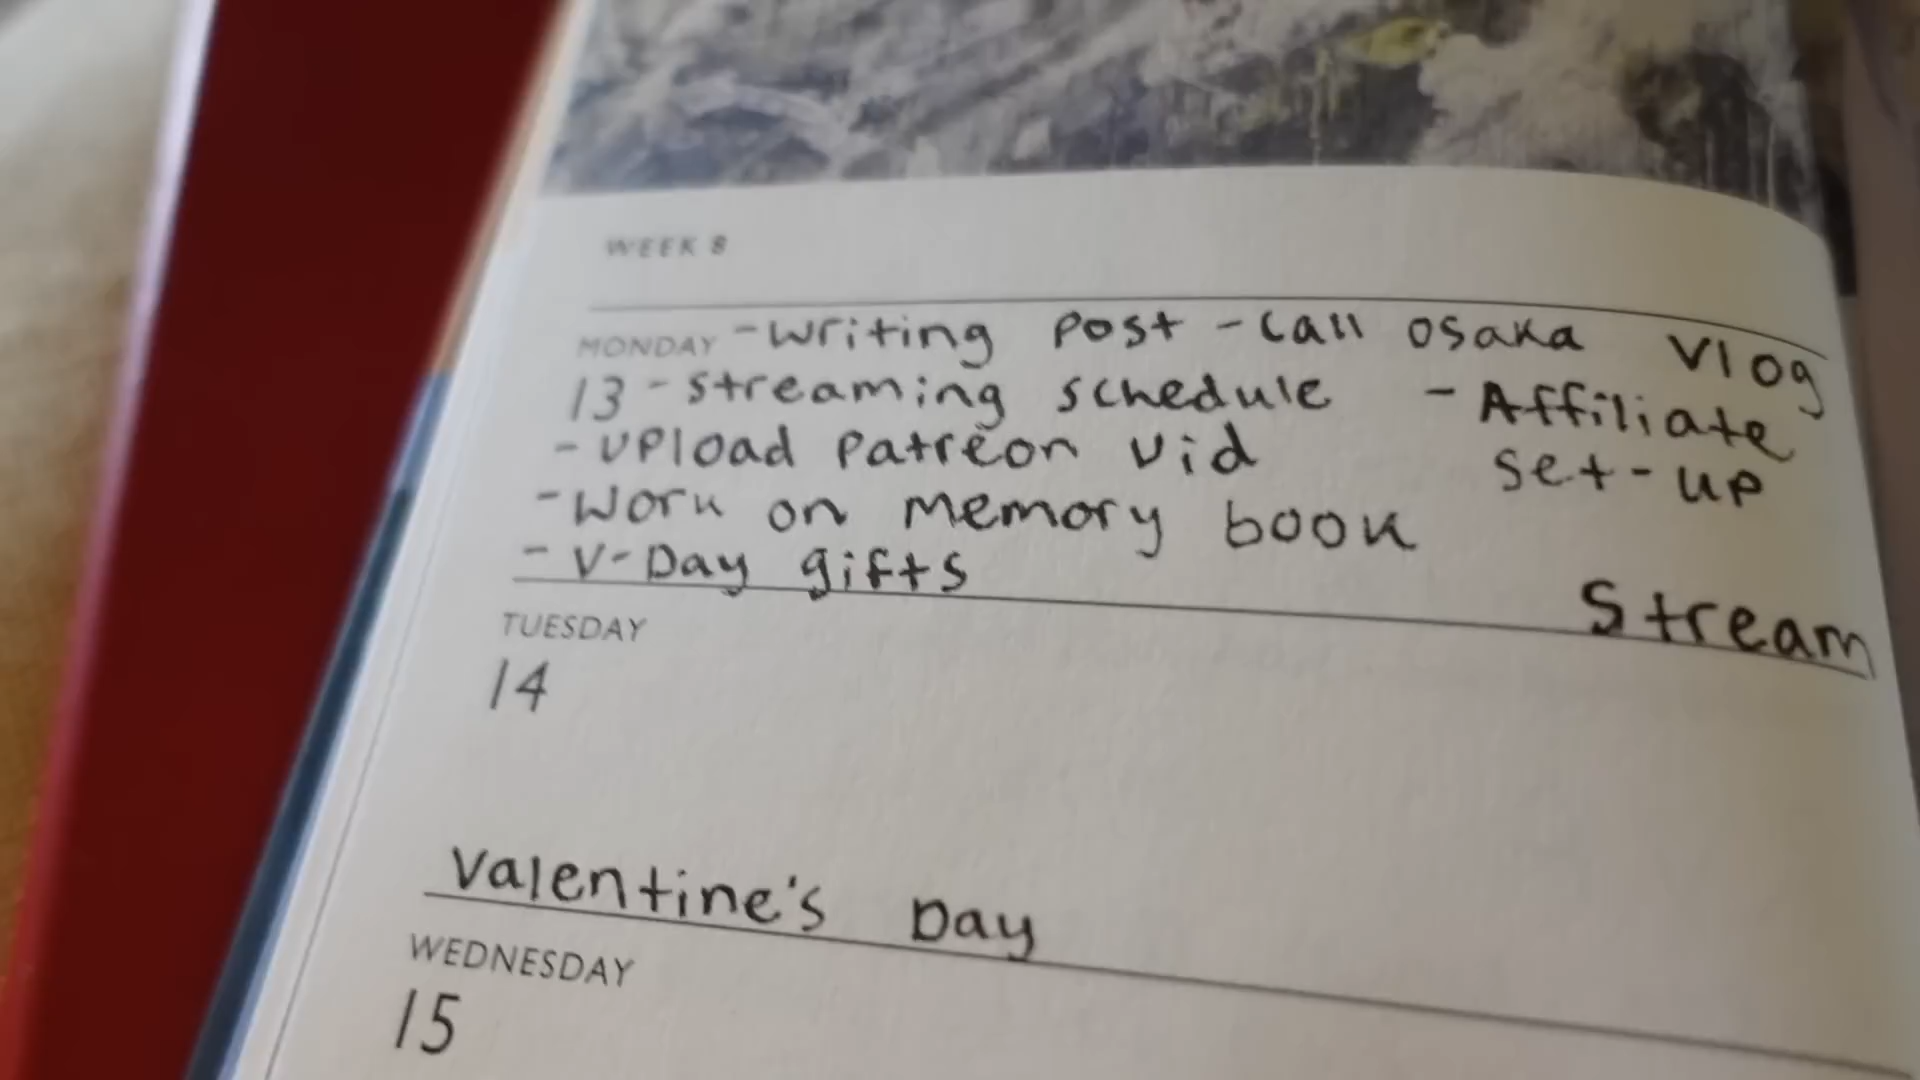 WEEK 8
MONDAY -writing post -call osaka vlog
13 -streaming schedule -Affiliate
-upload patreon vid set-up
-work on memory book
-V-Day gifts
Stream
TUESDAY
14
Valentine's Day
WEDNESDAY
15